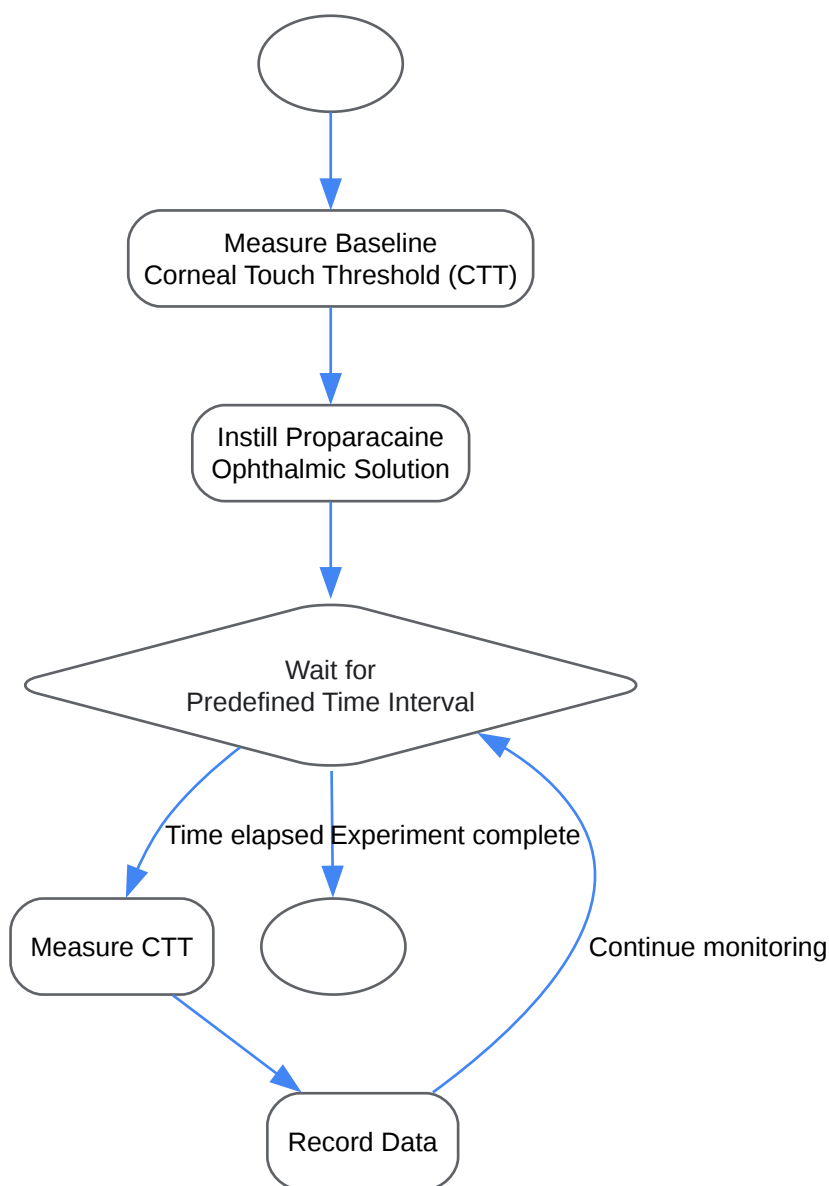 Measure Baseline
Corneal Touch Threshold (CTT)
Instill Proparacaine
Ophthalmic Solution
Wait for
Predefined Time Interval
Time elapsed
Experiment complete
Measure CTT
Continue monitoring
Record Data